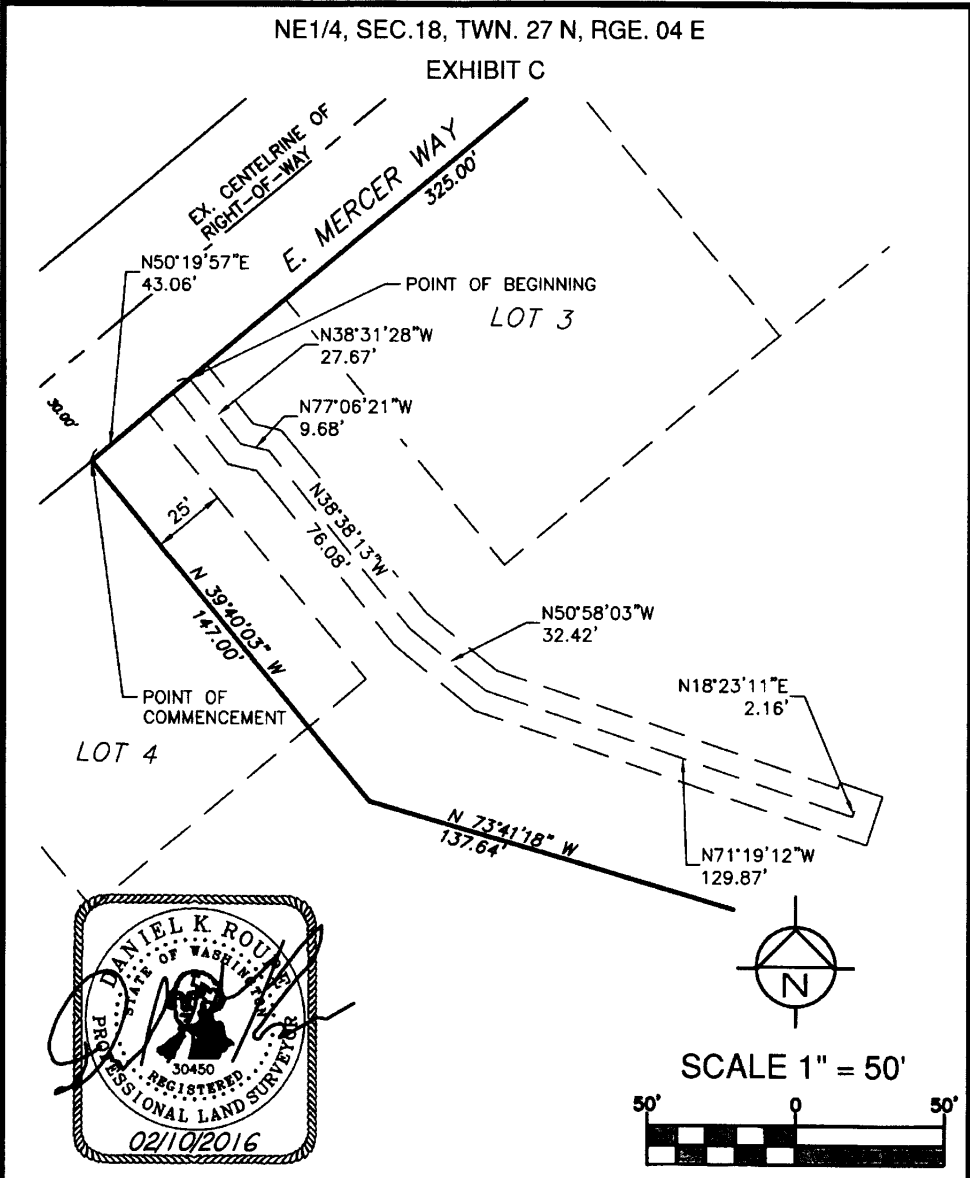 NE1/4, SEC.18, TWN. 27 N, RGE. 04 E
EXHIBIT C
EX. CENTELRINE OF
RIGHT-OF-WAY
E. MERCER WAY
325.00'
N50°19'57"E
43.06'
POINT OF BEGINNING
LOT 3
N38°31'28"W
27.67'
30.00'
N77°06'21"W
9.68'
25'
N38°38'13"W
76.08'
N 39°40'03" W
147.00'
N50°58'03"W
32.42'
POINT OF
COMMENCEMENT
N18°23'11"E
2.16'
LOT 4
N 73°41'18" W
137.64'
N71°19'12"W
129.87'
DANIEL K. ROUPE
STATE OF WASHINGTON
30450
REGISTERED
PROFESSIONAL LAND SURVEYOR
02/10/2016
N
SCALE 1" = 50'
50' 0 50'